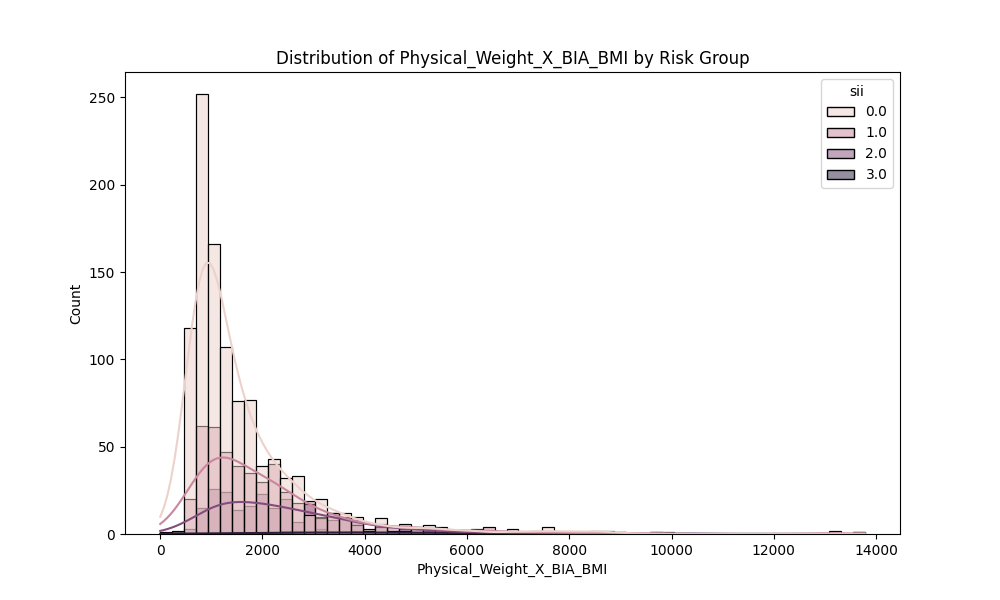 Distribution of Physical_Weight_X_BIA_BMI by Risk Group
sii
0.0
1.0
2.0
3.0
Count
250
200
150
100
50
0
0 2000 4000 6000 8000 10000 12000 14000
Physical_Weight_X_BIA_BMI